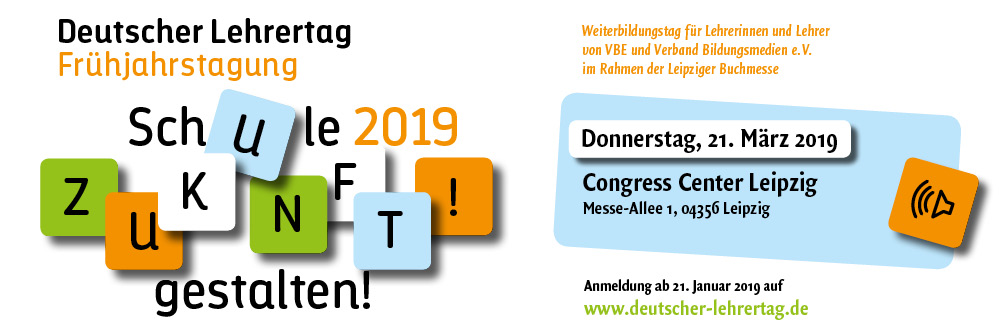 Deutscher Lehrertag
Frühjahrstagung
Schule 2019
ZUKUNFT!
gestalten!
Weiterbildungstag für Lehrerinnen und Lehrer
von VBE und Verband Bildungsmedien e.V.
im Rahmen der Leipziger Buchmesse
Donnerstag, 21. März 2019
Congress Center Leipzig
Messe-Allee 1, 04356 Leipzig
Anmeldung ab 21. Januar 2019 auf
www.deutscher-lehrertag.de